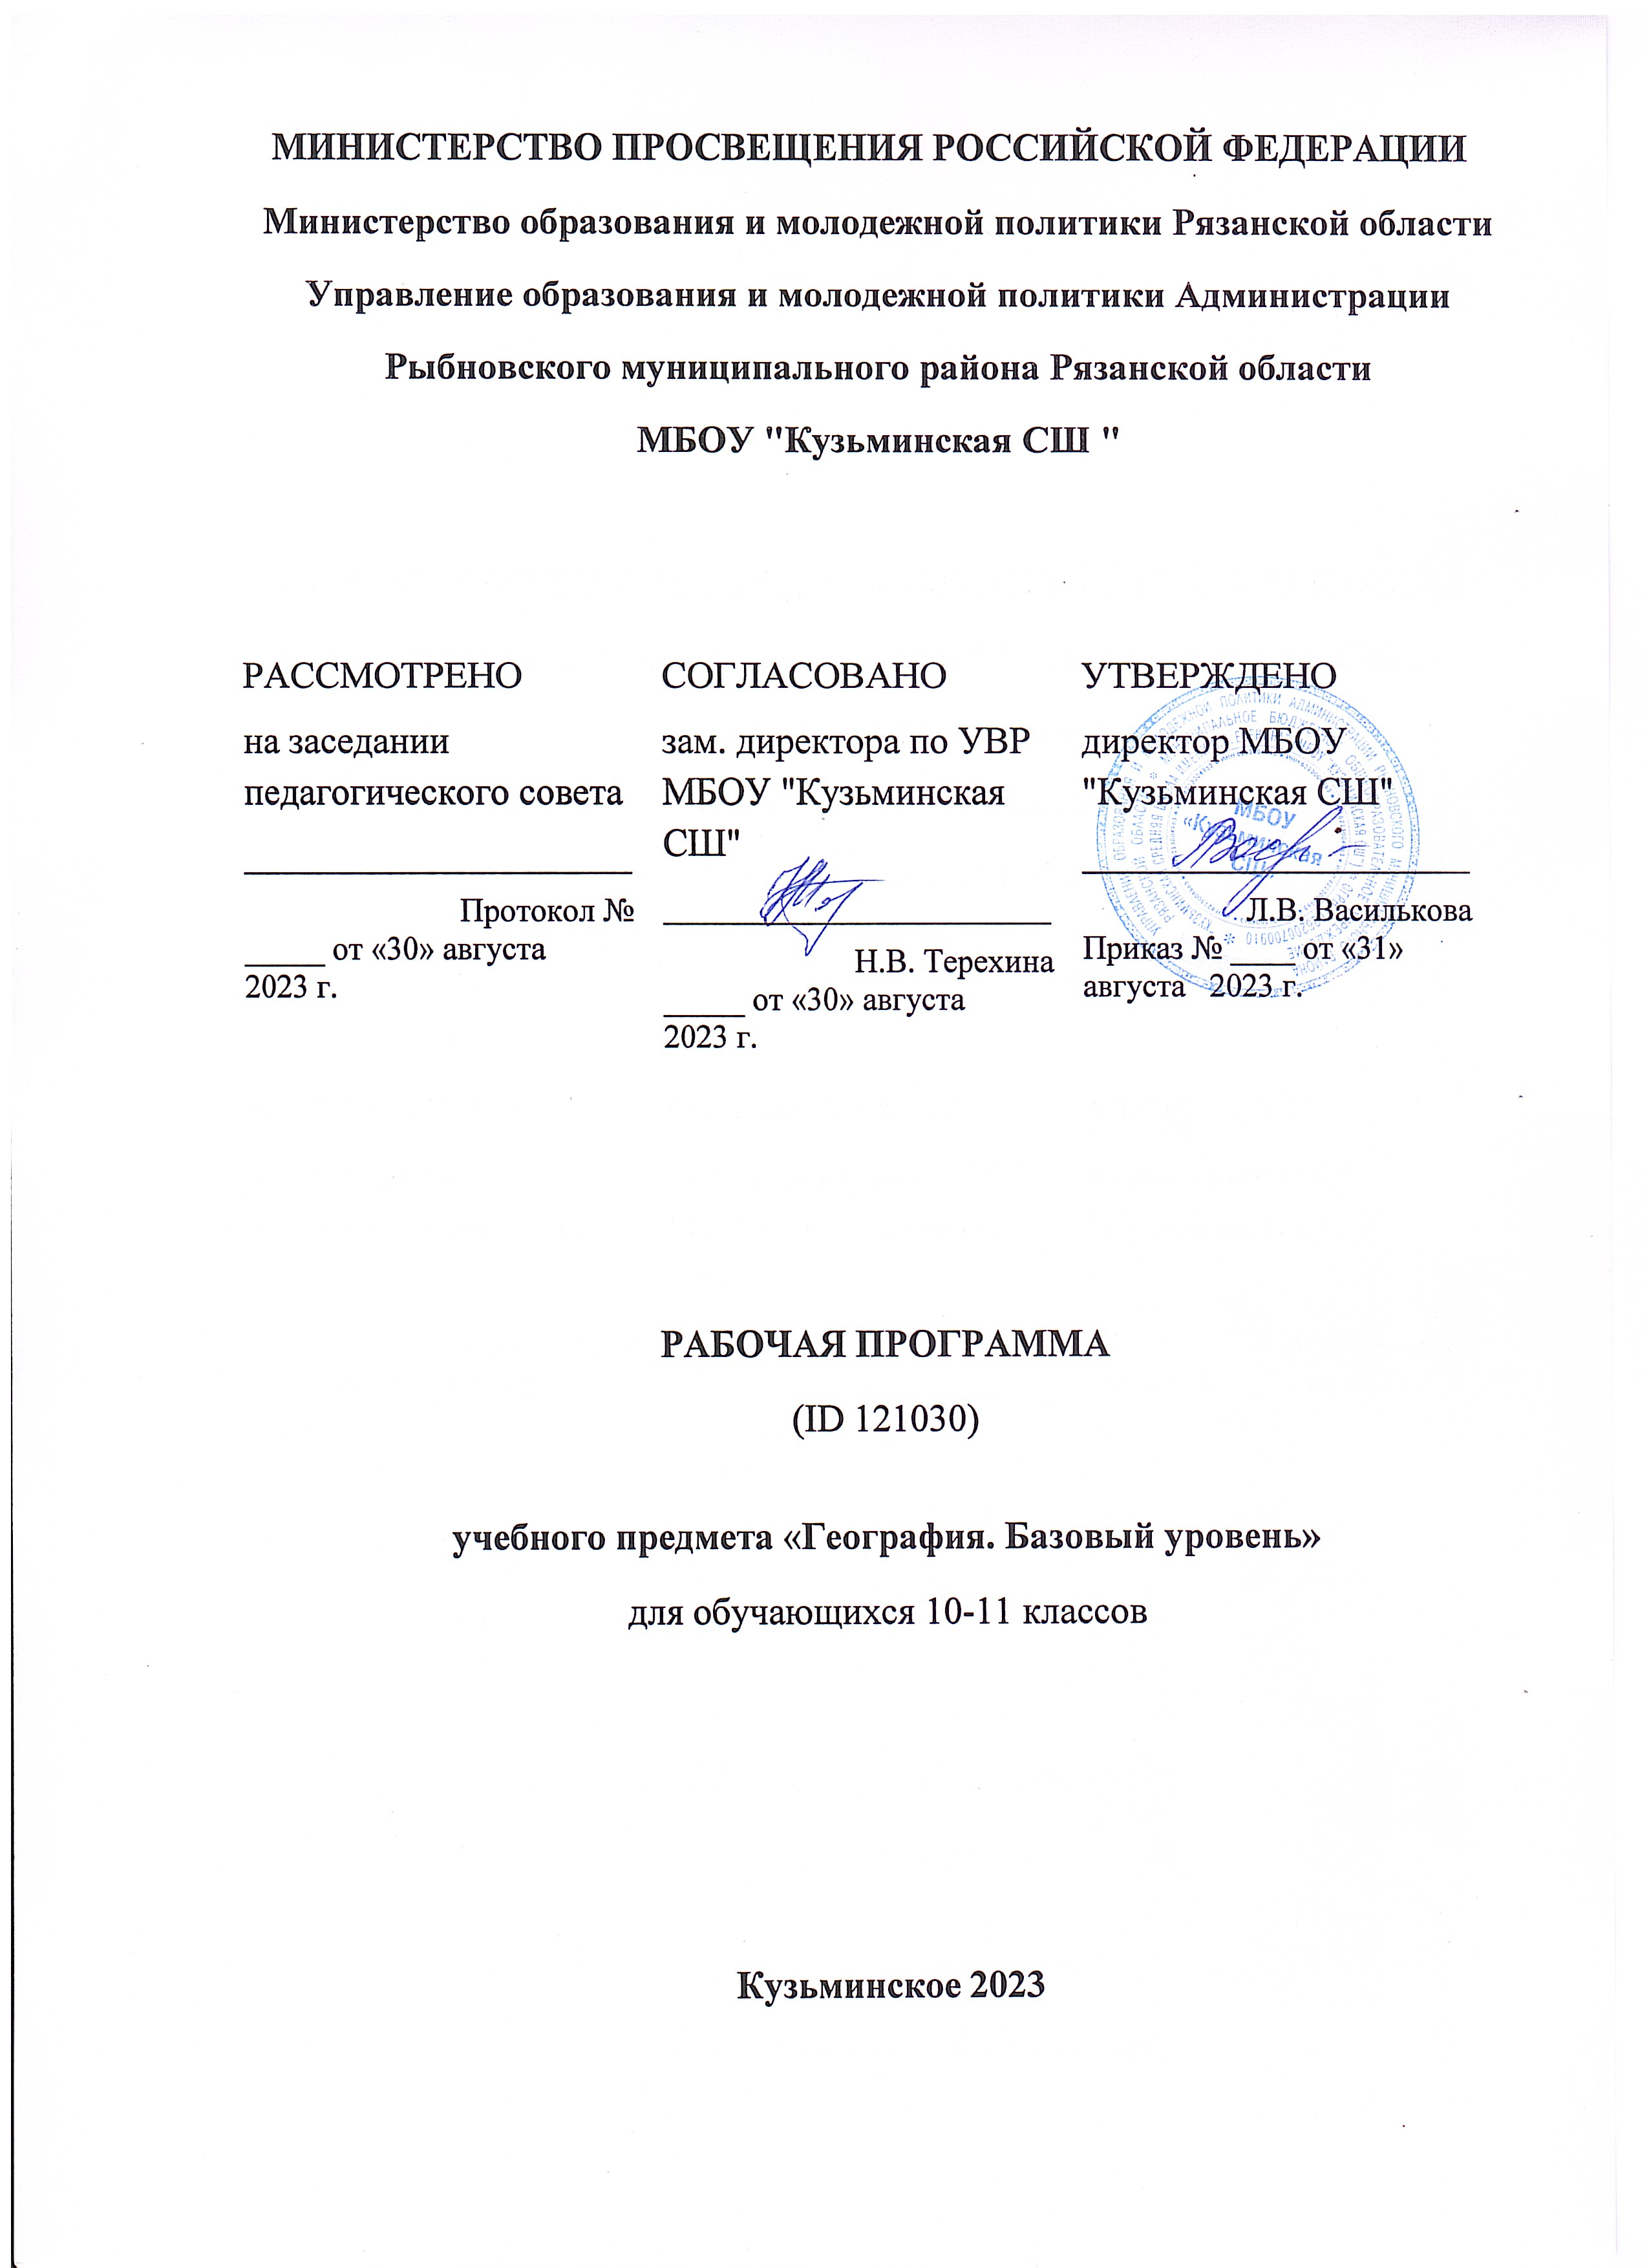 МИНИСТЕРСТВО ПРОСВЕЩЕНИЯ РОССИЙСКОЙ ФЕДЕРАЦИИ
Министерство образования и молодежной политики Рязанской области
Управление образования и молодежной политики Администрации
Рыбновского муниципального района Рязанской области
МБОУ "Кузьминская СШ "
РАССМОТРЕНО
на заседании
педагогического совета
Протокол №
_____ от «30» августа
2023 г.
СОГЛАСОВАНО
зам. директора по УВР
МБОУ "Кузьминская
СШ"
Н.В. Терехина
_____ от «30» августа
2023 г.
УТВЕРЖДЕНО
директор МБОУ
"Кузьминская СШ"
Л.В. Василькова
Приказ № ____ от «31»
августа 2023 г.
МБОУ
«Кузьминская
СШ»
РАБОЧАЯ ПРОГРАММА
(ID 121030)
учебного предмета «География. Базовый уровень»
для обучающихся 10-11 классов
Кузьминское 2023